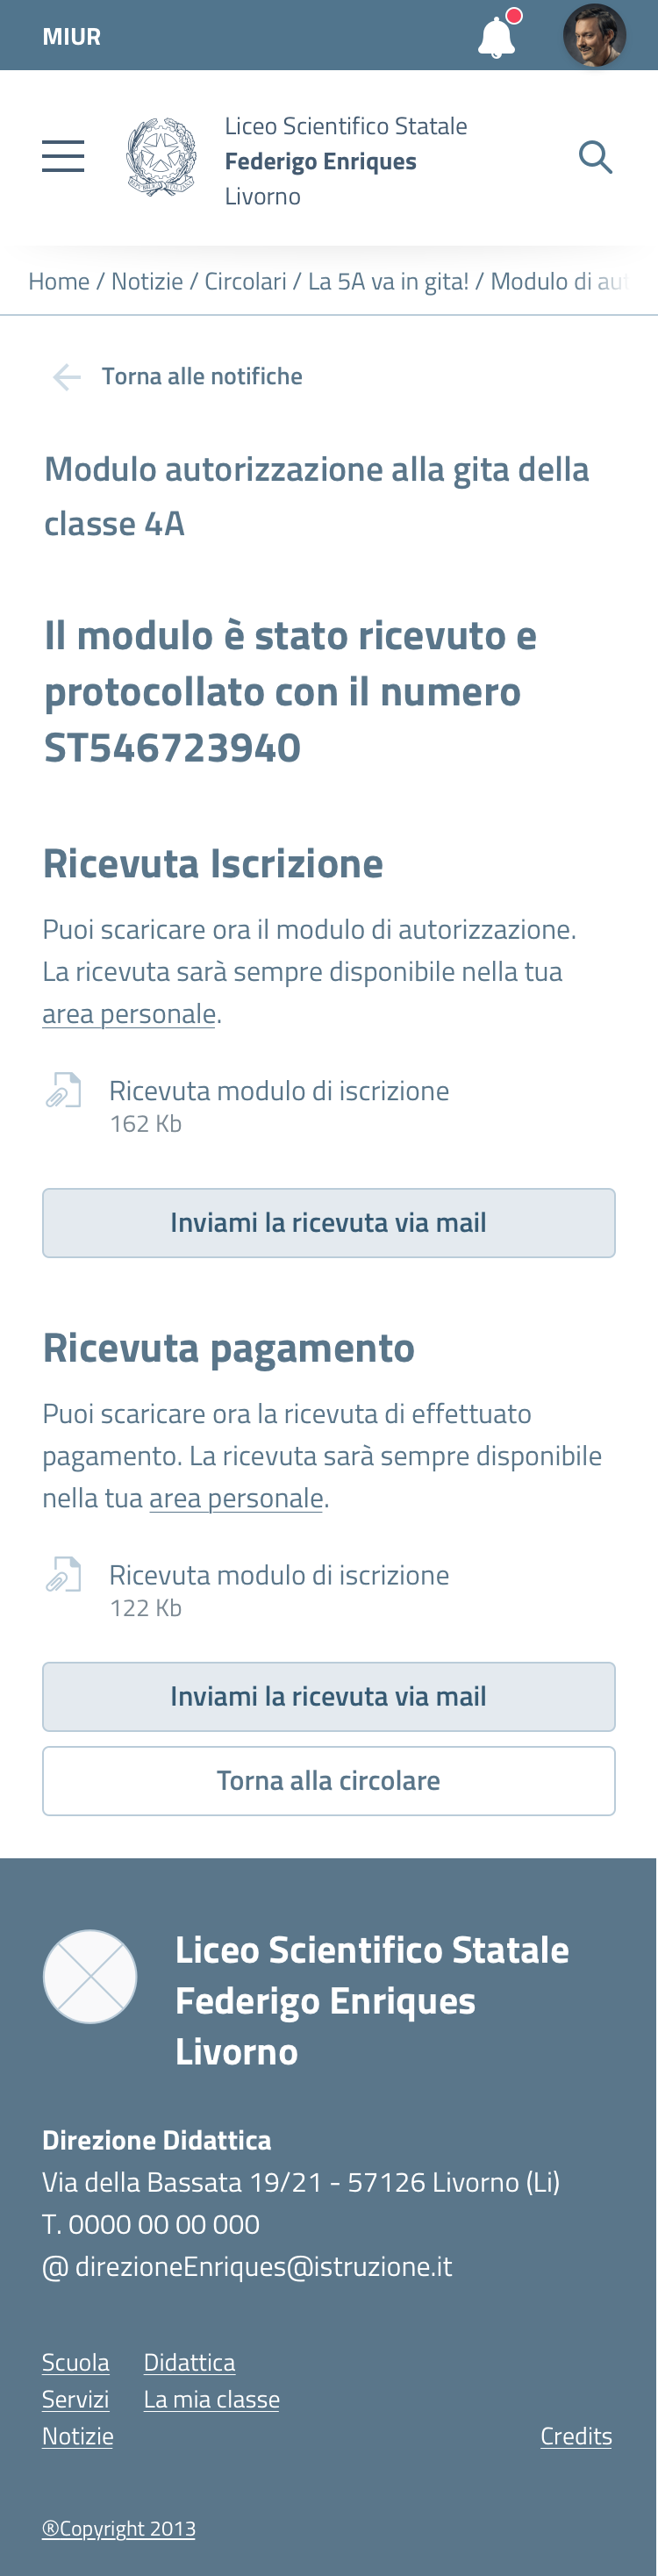 MIUR
Liceo Scientifico Statale
Federigo Enriques
Livorno
Home / Notizie / Circolari / La 5A va in gita! / Modulo di aut
Torna alle notifiche
Modulo autorizzazione alla gita della
classe 4A
Il modulo è stato ricevuto e
protocollato con il numero
ST546723940
Ricevuta Iscrizione
Puoi scaricare ora il modulo di autorizzazione.
La ricevuta sarà sempre disponibile nella tua
area personale.
Ricevuta modulo di iscrizione
162 Kb
Inviami la ricevuta via mail
Ricevuta pagamento
Puoi scaricare ora la ricevuta di effettuato
pagamento. La ricevuta sarà sempre disponibile
nella tua area personale.
Ricevuta modulo di iscrizione
122 Kb
Inviami la ricevuta via mail
Torna alla circolare
Liceo Scientifico Statale
Federigo Enriques
Livorno
Direzione Didattica
Via della Bassata 19/21 - 57126 Livorno (Li)
T. 0000 00 00 000
@ direzioneEnriques@istruzione.it
Scuola Didattica
Servizi La mia classe
Notizie Credits
®Copyright 2013